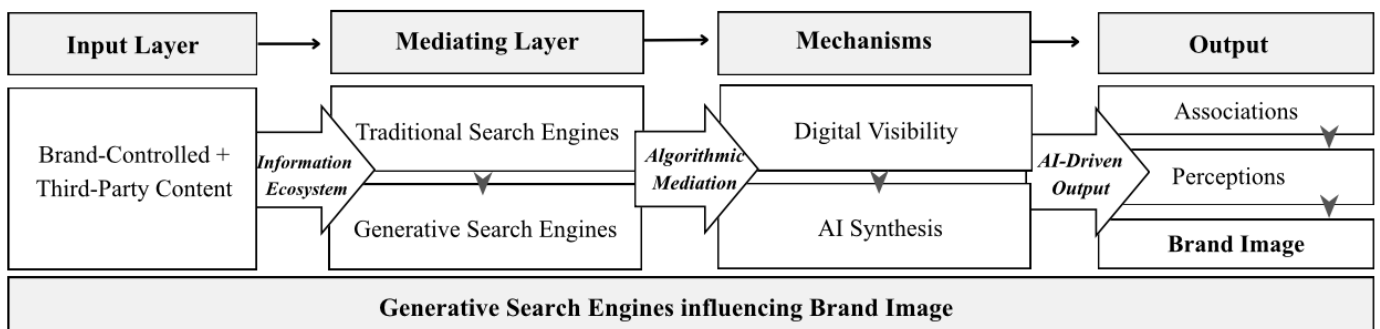 Input Layer
Mediating Layer
Mechanisms
Output
Brand-Controlled +
Third-Party Content
Information
Ecosystem
Traditional Search Engines
Generative Search Engines
Algorithmic
Mediation
Digital Visibility
AI Synthesis
AI-Driven
Output
Associations
Perceptions
Brand Image
Generative Search Engines influencing Brand Image